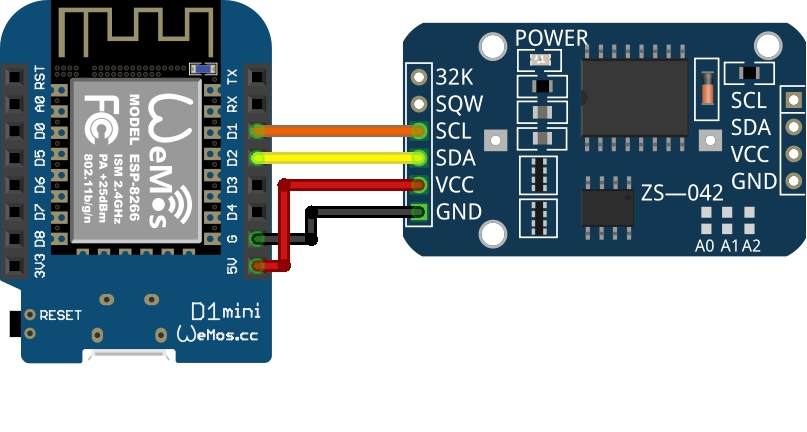 RST
A0
D0
D5
D6
D7
D8
3V3
TX
RX
D1
D2
D3
D4
G
5V
WeMos
MODEL ESP-8266
ISM 2.4GHz
PA +25dBm
802.11b/g/n
FC
RESET
D1mini
WeMos.cc
POWER
32K
SQW
SCL
SDA
VCC
GND
ZS—042
A0 A1 A2
SCL
SDA
VCC
GND